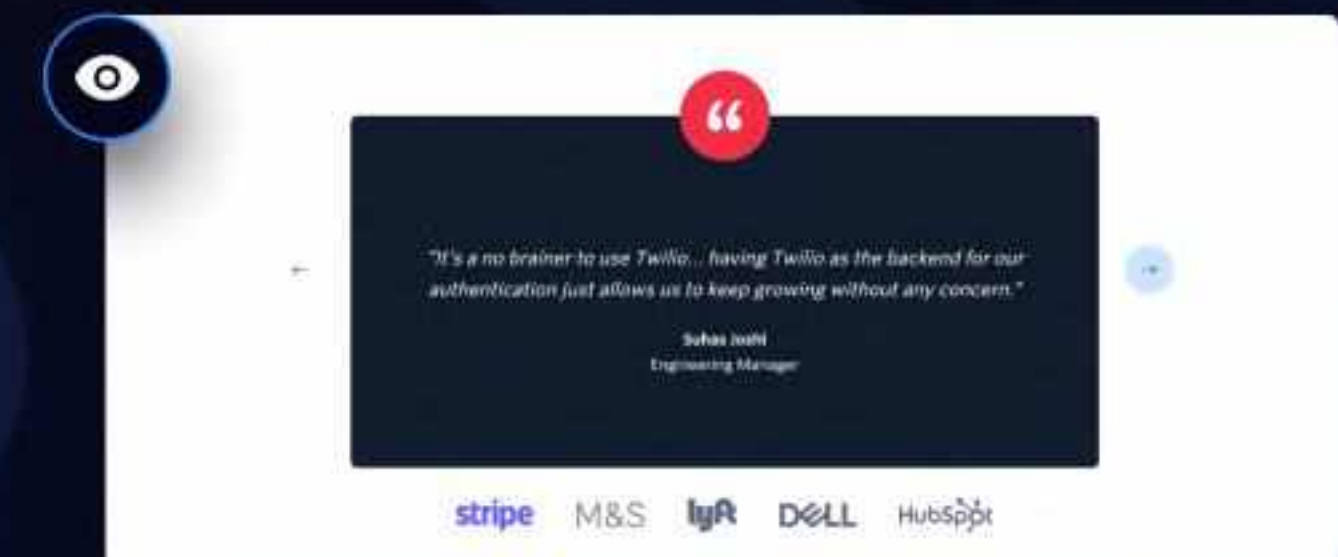 “
"It's a no brainer to use Twilio... having Twilio as the backend for our
authentication just allows us to keep growing without any concern."
Suhas Joshi
Engineering Manager
stripe M&S lyft DELL HubSpot